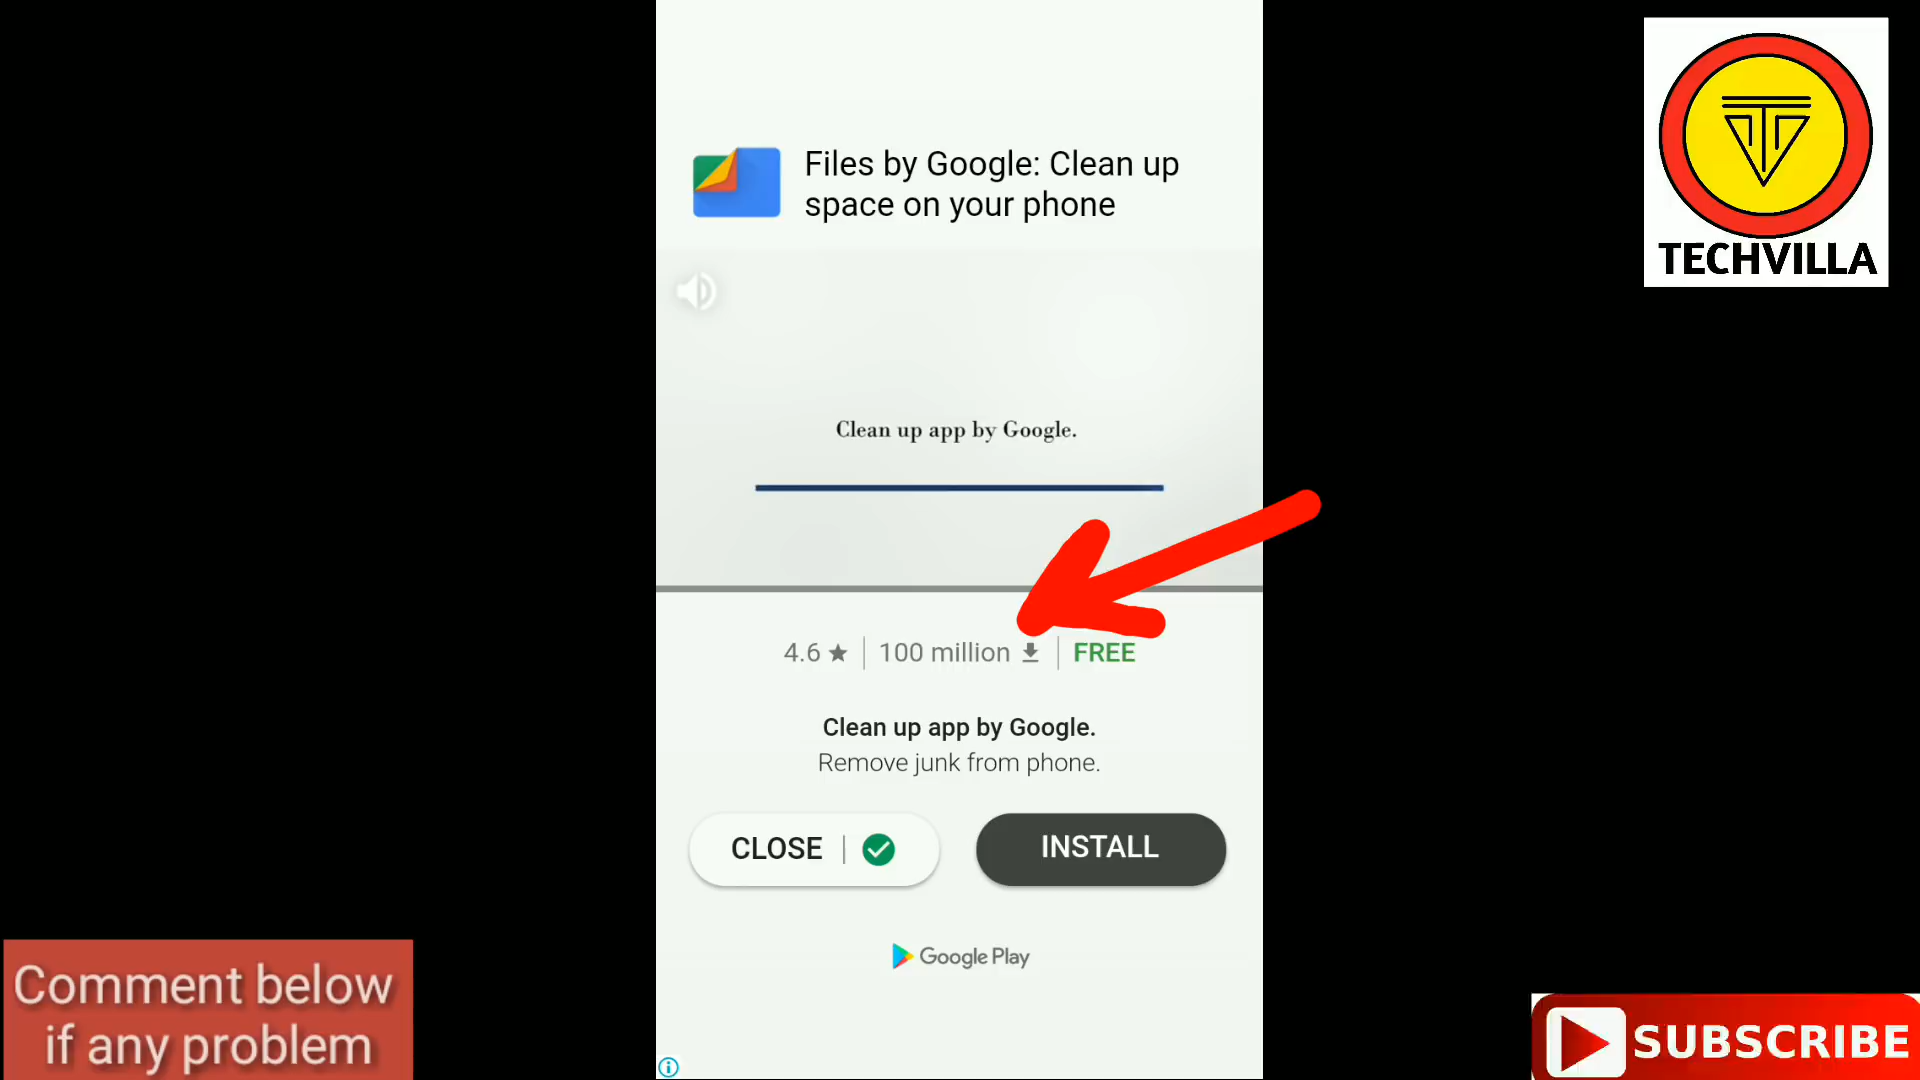 Files by Google: Clean up
space on your phone
TECHVILLA
Clean up app by Google.
4.6 ★ | 100 million | FREE
Clean up app by Google.
Remove junk from phone.
CLOSE | INSTALL
Google Play
Comment below
if any problem
SUBSCRIBE